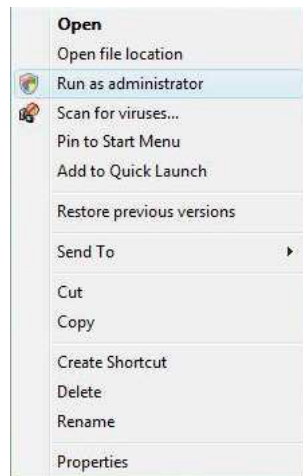 Open
Open file location
Run as administrator
Scan for viruses...
Pin to Start Menu
Add to Quick Launch
Restore previous versions
Send To
Cut
Copy
Create Shortcut
Delete
Rename
Properties